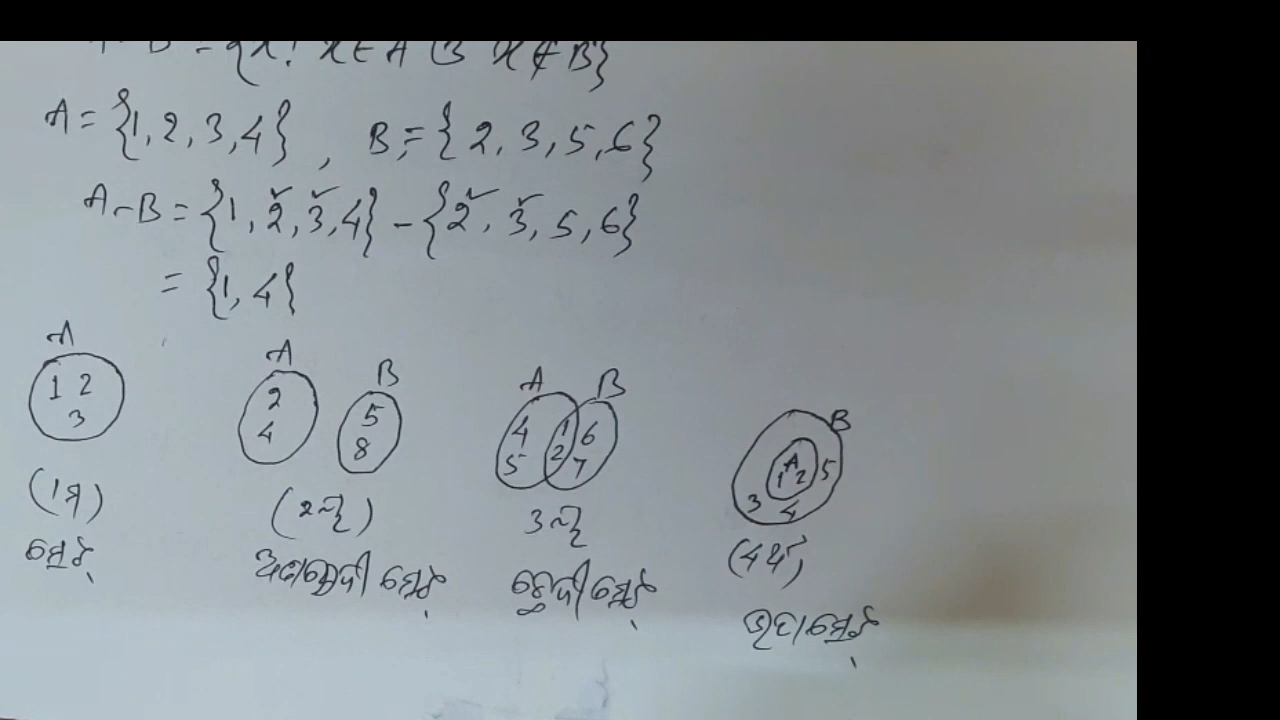 A - B = {x : x ∈ A ଓ x ∉ B}
A = {1, 2, 3, 4} , B = {2, 3, 5, 6}
A - B = {1, 2, 3, 4} - {2, 3, 5, 6}
= {1, 4}
A
1 2
3
(1ମ)
ସେଟ୍
A B
2 5
4 8
(2ୟ)
ଅଣଛେଦୀ ସେଟ୍
A B
4 1 6
5 2 7
3ୟ
ଛେଦୀ ସେଟ୍
B
A
1 2 5
3 4
(4ର୍ଥ)
ଉପସେଟ୍